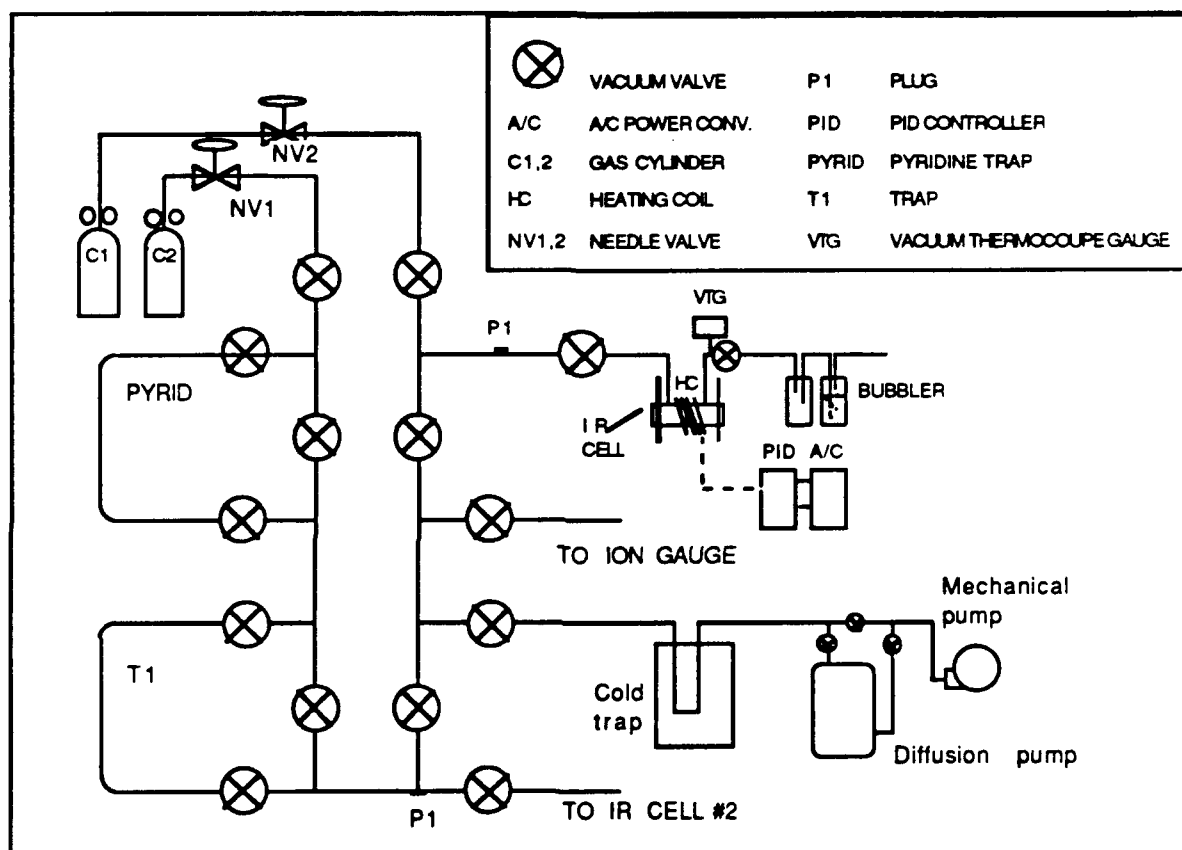 VACUUM VALVE P1 PLUG
A/C A/C POWER CONV. PID PID CONTROLLER
C1,2 GAS CYLINDER PYRID PYRIDINE TRAP
HC HEATING COIL T1 TRAP
NV1,2 NEEDLE VALVE VTG VACUUM THERMOCOUPE GAUGE
NV2
NV1
C1 C2
VTG
P1
PYRID
HC
BUBBLER
I R
CELL
PID A/C
TO ION GAUGE
Mechanical
pump
T1
Cold
trap
Diffusion pump
P1
TO IR CELL #2